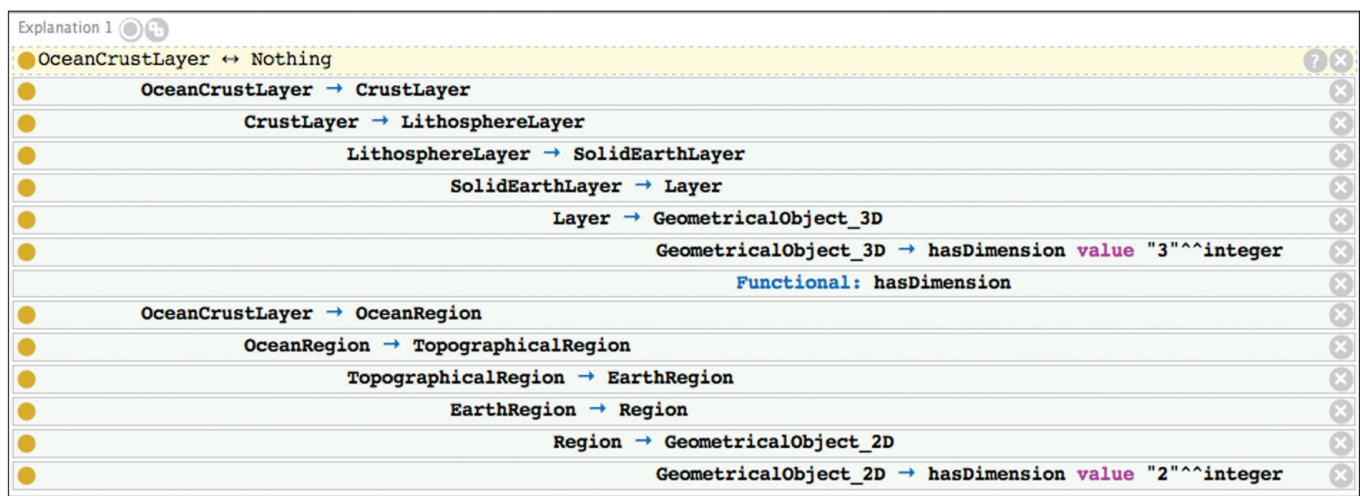 Explanation 1
OceanCrustLayer ↔ Nothing
OceanCrustLayer → CrustLayer
CrustLayer → LithosphereLayer
LithosphereLayer → SolidEarthLayer
SolidEarthLayer → Layer
Layer → GeometricalObject_3D
GeometricalObject_3D → hasDimension value "3"^^integer
Functional: hasDimension
OceanCrustLayer → OceanRegion
OceanRegion → TopographicalRegion
TopographicalRegion → EarthRegion
EarthRegion → Region
Region → GeometricalObject_2D
GeometricalObject_2D → hasDimension value "2"^^integer